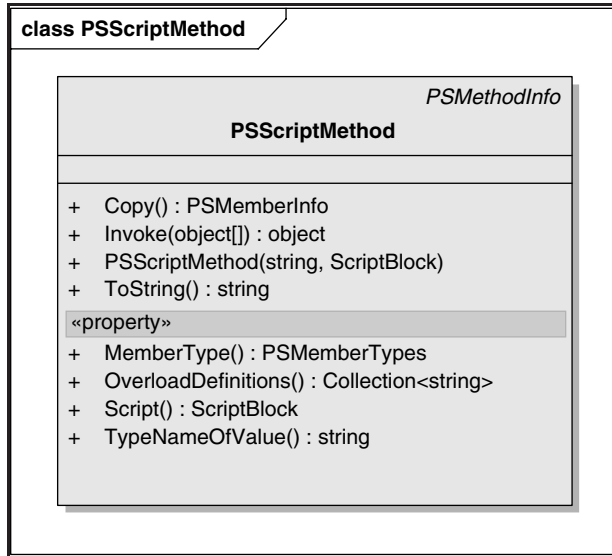 class PSScriptMethod
PSMethodInfo
PSScriptMethod
+ Copy() : PSMemberInfo
+ Invoke(object[]) : object
+ PSScriptMethod(string, ScriptBlock)
+ ToString() : string
«property»
+ MemberType() : PSMemberTypes
+ OverloadDefinitions() : Collection<string>
+ Script() : ScriptBlock
+ TypeNameOfValue() : string